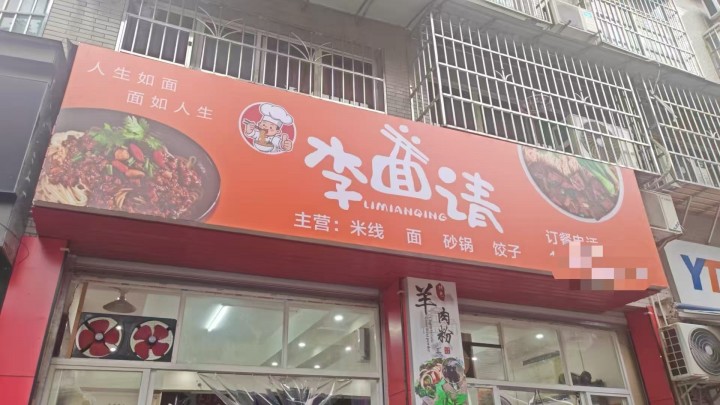 人生如面
面如人生
李面请
LIMIANQING
主营：米线 面 砂锅 饺子
订餐电话
羊肉粉
YT